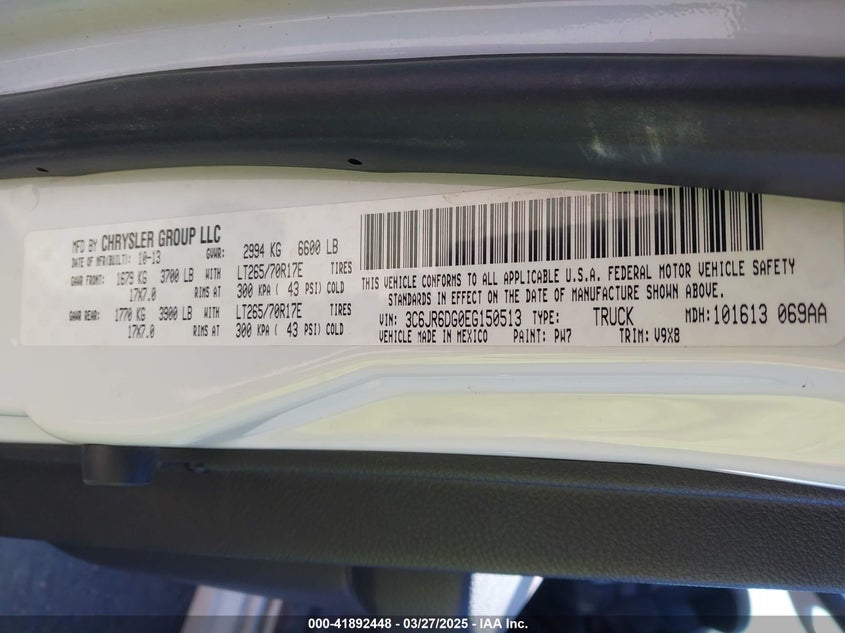 MFD BY CHRYSLER GROUP LLC
DATE OF MFR(BUILT): 10-13 GVWR: 2994 KG 6600 LB
GAWR FRONT: 1679 KG 3700 LB WITH LT265/70R17E TIRES
17X7.0 RIMS AT 300 KPA ( 43 PSI) COLD
GAWR REAR: 1770 KG 3900 LB WITH LT265/70R17E TIRES
17X7.0 RIMS AT 300 KPA ( 43 PSI) COLD
THIS VEHICLE CONFORMS TO ALL APPLICABLE U.S.A. FEDERAL MOTOR VEHICLE SAFETY
STANDARDS IN EFFECT ON THE DATE OF MANUFACTURE SHOWN ABOVE.
VIN: 3C6JR6DG0EG150513 TYPE: TRUCK MDH: 101613 069AA
VEHICLE MADE IN MEXICO PAINT: PW7 TRIM: V9X8
000-41892448 - 03/27/2025 - IAA Inc.